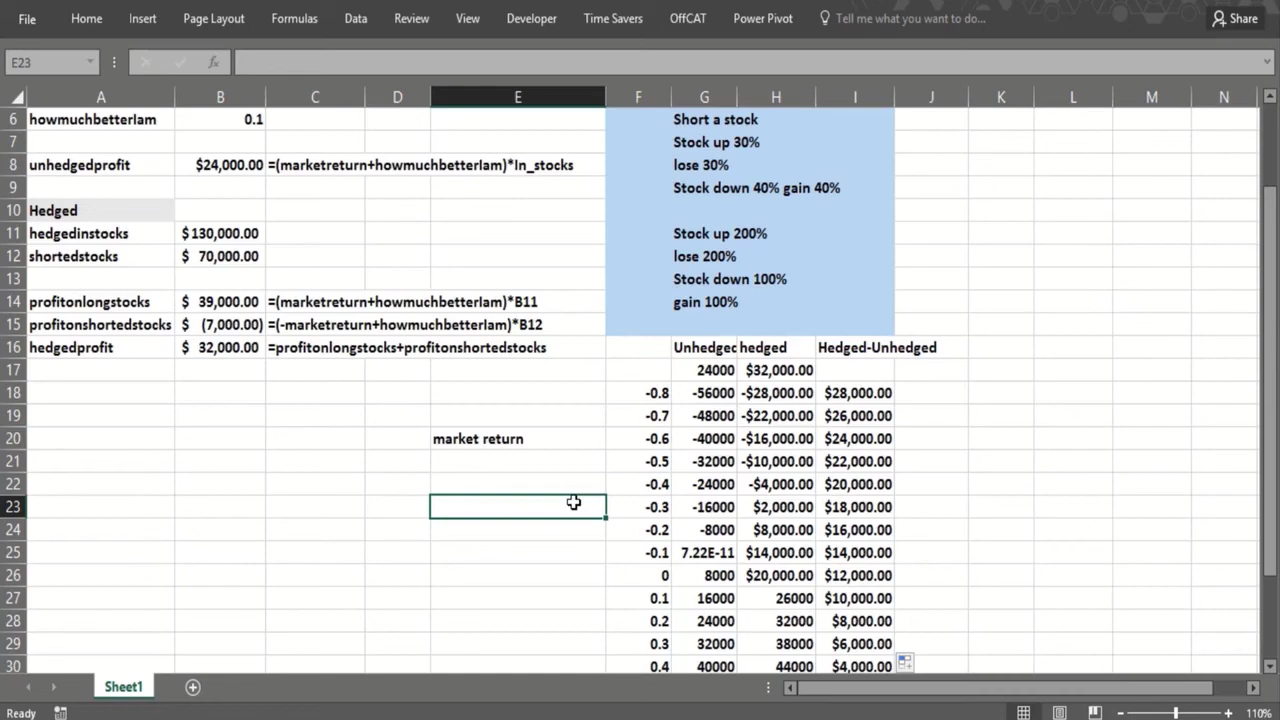 File Home Insert Page Layout Formulas Data Review View Developer Time Savers OffCAT Power Pivot Tell me what you want to do... Share
E23 fx
A B C D E F G H I J K L M N
6 howmuchbetterIam 0.1 Short a stock
7 Stock up 30%
8 unhedgedprofit $24,000.00 =(marketreturn+howmuchbetterIam)*In_stocks lose 30%
9 Stock down 40% gain 40%
10 Hedged
11 hedgedinstocks $130,000.00 Stock up 200%
12 shortedstocks $ 70,000.00 lose 200%
13 Stock down 100%
14 profitonlongstocks $ 39,000.00 =(marketreturn+howmuchbetterIam)*B11 gain 100%
15 profitonshortedstocks $ (7,000.00) =(-marketreturn+howmuchbetterIam)*B12
16 hedgedprofit $ 32,000.00 =profitonlongstocks+profitonshortedstocks Unhedged hedged Hedged-Unhedged
17 24000 $32,000.00
18 -0.8 -56000 -$28,000.00 $28,000.00
19 -0.7 -48000 -$22,000.00 $26,000.00
20 market return -0.6 -40000 -$16,000.00 $24,000.00
21 -0.5 -32000 -$10,000.00 $22,000.00
22 -0.4 -24000 -$4,000.00 $20,000.00
23 -0.3 -16000 $2,000.00 $18,000.00
24 -0.2 -8000 $8,000.00 $16,000.00
25 -0.1 7.22E-11 $14,000.00 $14,000.00
26 0 8000 $20,000.00 $12,000.00
27 0.1 16000 26000 $10,000.00
28 0.2 24000 32000 $8,000.00
29 0.3 32000 38000 $6,000.00
30 0.4 40000 44000 $4,000.00
Sheet1
Ready 110%